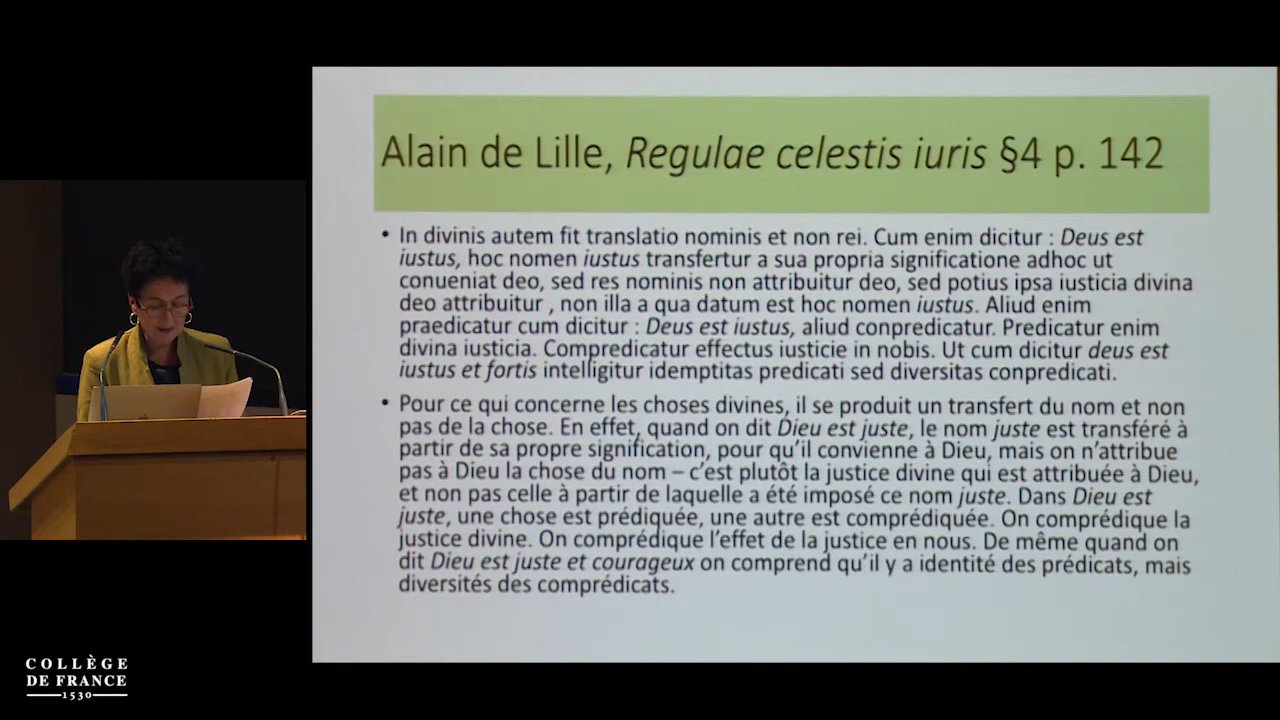 Alain de Lille, Regulae celestis iuris §4 p. 142
• In divinis autem fit translatio nominis et non rei. Cum enim dicitur : Deus est
iustus, hoc nomen iustus transfertur a sua propria significatione adhoc ut
conueniat deo, sed res nominis non attribuitur deo, sed potius ipsa iusticia divina
deo attribuitur , non illa a qua datum est hoc nomen iustus. Aliud enim
praedicatur cum dicitur : Deus est iustus, aliud conpredicatur. Predicatur enim
divina iusticia. Compredicatur effectus iusticie in nobis. Ut cum dicitur deus est
iustus et fortis intelligitur idemptitas predicati sed diversitas conpredicati.
• Pour ce qui concerne les choses divines, il se produit un transfert du nom et non
pas de la chose. En effet, quand on dit Dieu est juste, le nom juste est transféré à
partir de sa propre signification, pour qu’il convienne à Dieu, mais on n’attribue
pas à Dieu la chose du nom – c’est plutôt la justice divine qui est attribuée à Dieu,
et non pas celle à partir de laquelle a été imposé ce nom juste. Dans Dieu est
juste, une chose est prédiquée, une autre est comprédiquée. On comprédique la
justice divine. On comprédique l’effet de la justice en nous. De même quand on
dit Dieu est juste et courageux on comprend qu’il y a identité des prédicats, mais
diversités des comprédicats.
COLLÈGE
DE FRANCE
1530